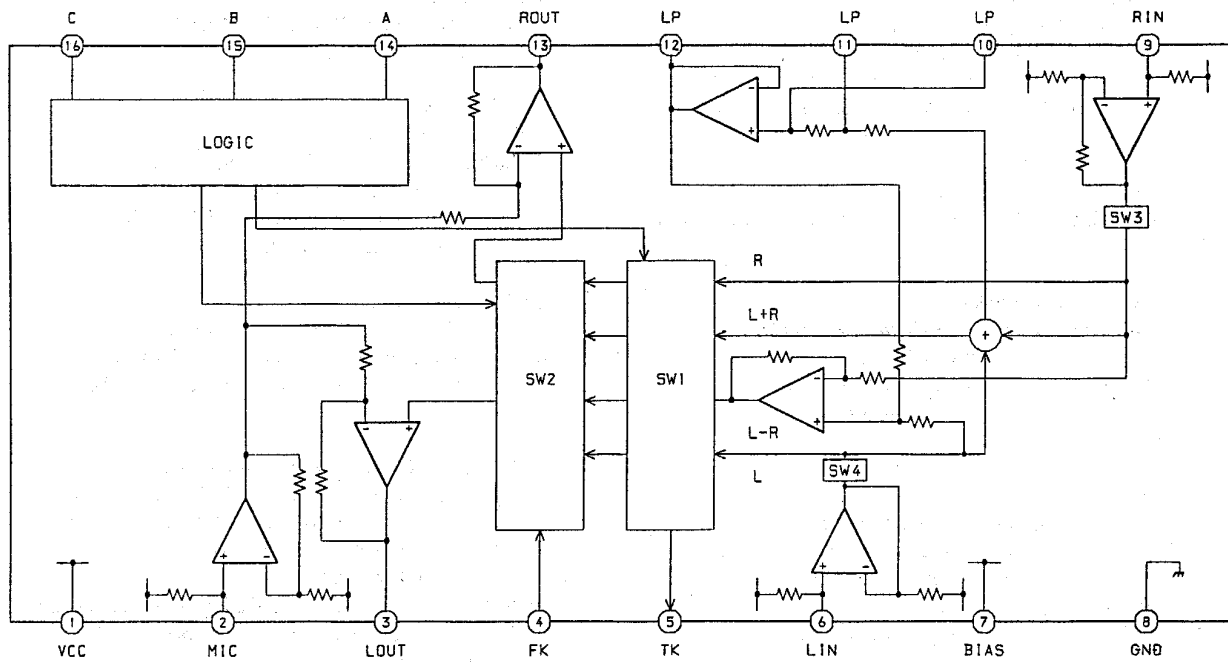 C B A ROUT LP LP LP RIN
16 15 14 13 12 11 10 9
LOGIC
- +
-
+
- +
SW3
R
L+R
+
SW2 SW1
-
+
- +
L-R
SW4
L
+ -
+ -
1 2 3 4 5 6 7 8
VCC MIC LOUT FK TK LIN BIAS GND